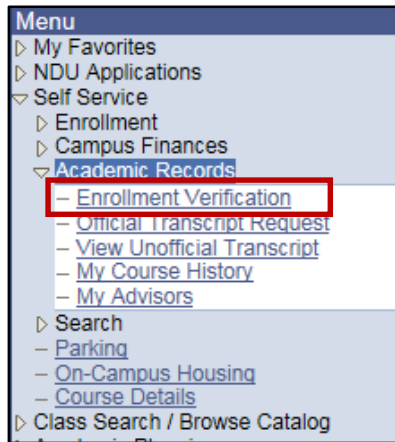 Menu
My Favorites
NDU Applications
Self Service
Enrollment
Campus Finances
Academic Records
Enrollment Verification
Official Transcript Request
View Unofficial Transcript
My Course History
My Advisors
Search
Parking
On-Campus Housing
Course Details
Class Search / Browse Catalog